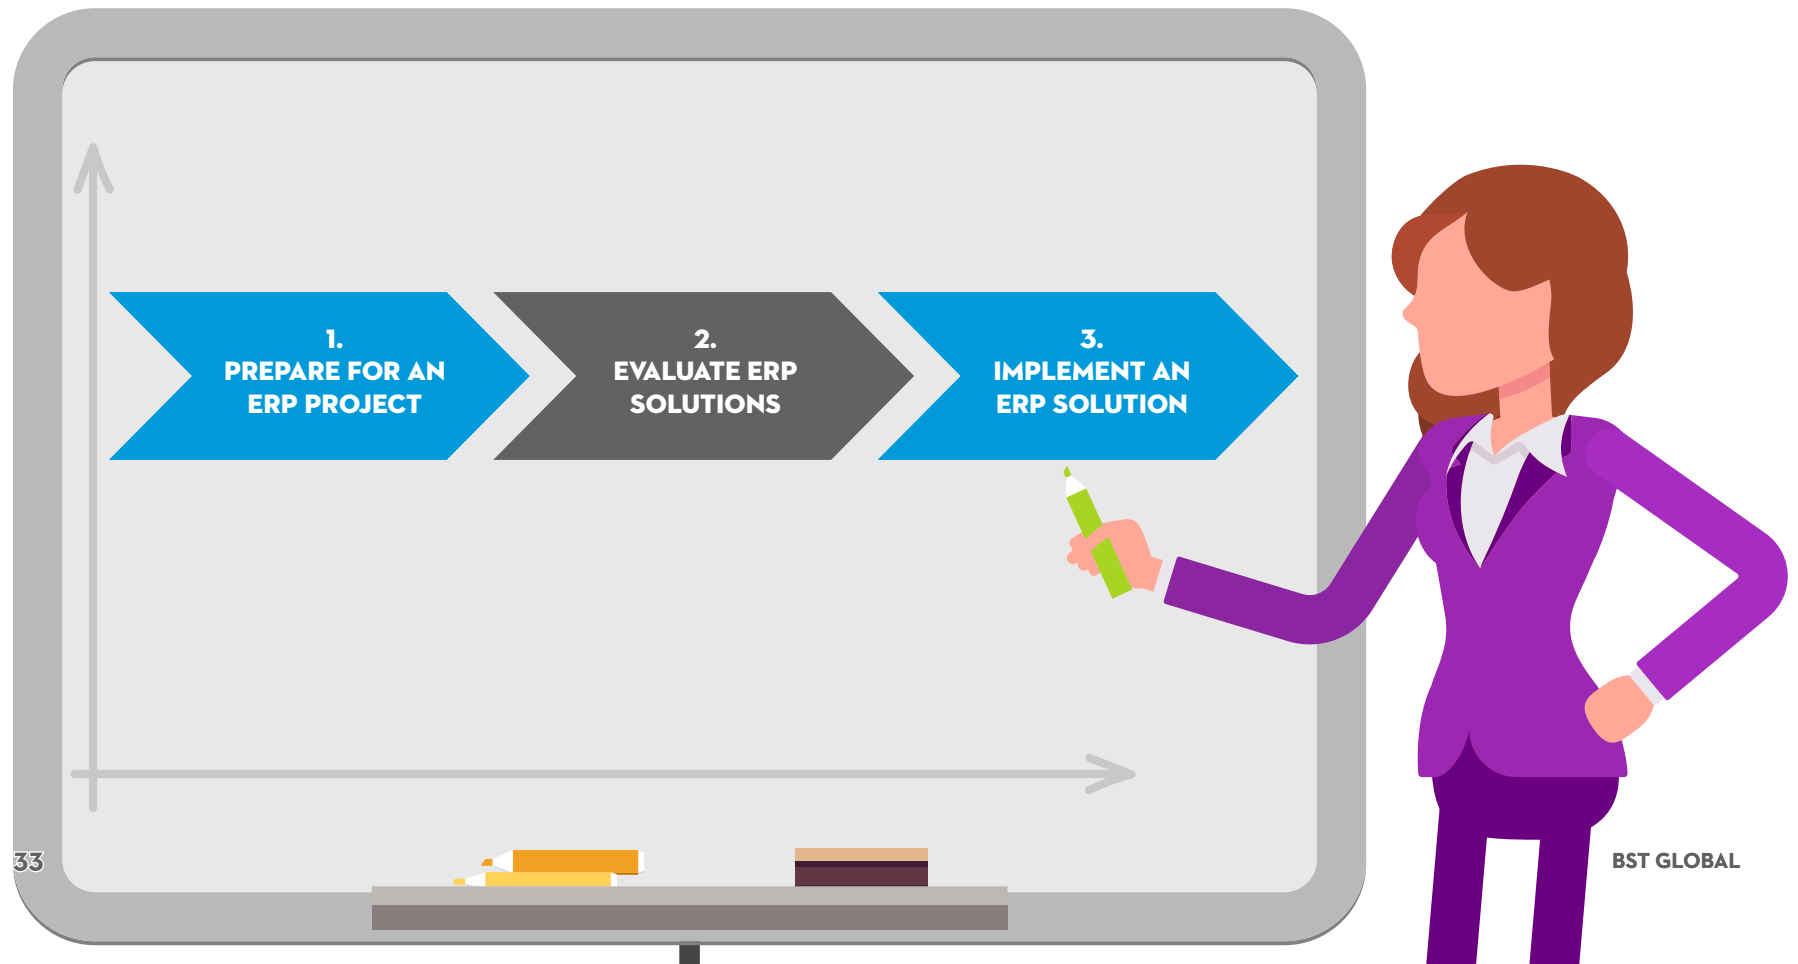 1.
PREPARE FOR AN
ERP PROJECT
2.
EVALUATE ERP
SOLUTIONS
3.
IMPLEMENT AN
ERP SOLUTION
33
BST GLOBAL